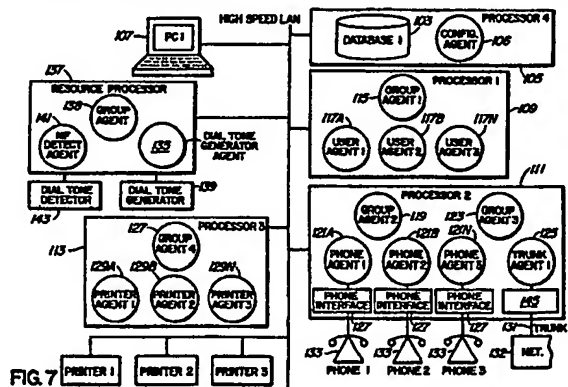 HIGH SPEED LAN
107
PC 1
DATABASE 1
103
CONFIG. AGENT
106
PROCESSOR 4
105
137
RESOURCE PROCESSOR
138
GROUP AGENT
141
MF DETECT AGENT
135
DIAL TONE GENERATOR AGENT
DIAL TONE DETECTOR
143
DIAL TONE GENERATOR
139
PROCESSOR 1
115
GROUP AGENT 1
109
117A
USER AGENT 1
117B
USER AGENT 2
117N
USER AGENT 3
111
PROCESSOR 2
GROUP AGENT 2
119
123
GROUP AGENT 3
121A
PHONE AGENT 1
121B
PHONE AGENT 2
121N
PHONE AGENT 3
125
TRUNK AGENT 1
PHONE INTERFACE
PHONE INTERFACE
PHONE INTERFACE
145
127
127
127
131
TRUNK
133
PHONE 1
133
PHONE 2
133
PHONE 3
132
NET.
113
PROCESSOR 3
127
GROUP AGENT 4
129A
PRINTER AGENT 1
129B
PRINTER AGENT 2
129N
PRINTER AGENT 3
FIG. 7
PRINTER 1
PRINTER 2
PRINTER 3